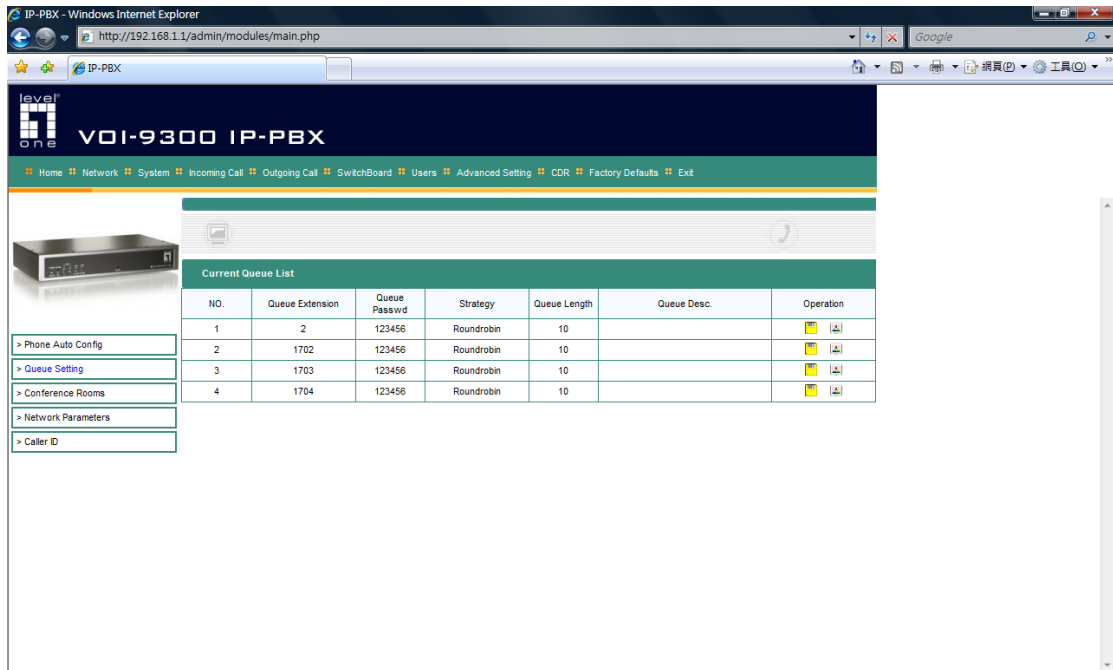 IP-PBX - Windows Internet Explorer
http://192.168.1.1/admin/modules/main.php
Google
IP-PBX
網頁(P)
工具(O)
level one
VOI-9300 IP-PBX
Home Network System Incoming Call Outgoing Call SwitchBoard Users Advanced Setting CDR Factory Defaults Exit
> Phone Auto Config
> Queue Setting
> Conference Rooms
> Network Parameters
> Caller ID
Current Queue List
NO. Queue Extension Queue Passwd Strategy Queue Length Queue Desc. Operation
1 2 123456 Roundrobin 10
2 1702 123456 Roundrobin 10
3 1703 123456 Roundrobin 10
4 1704 123456 Roundrobin 10